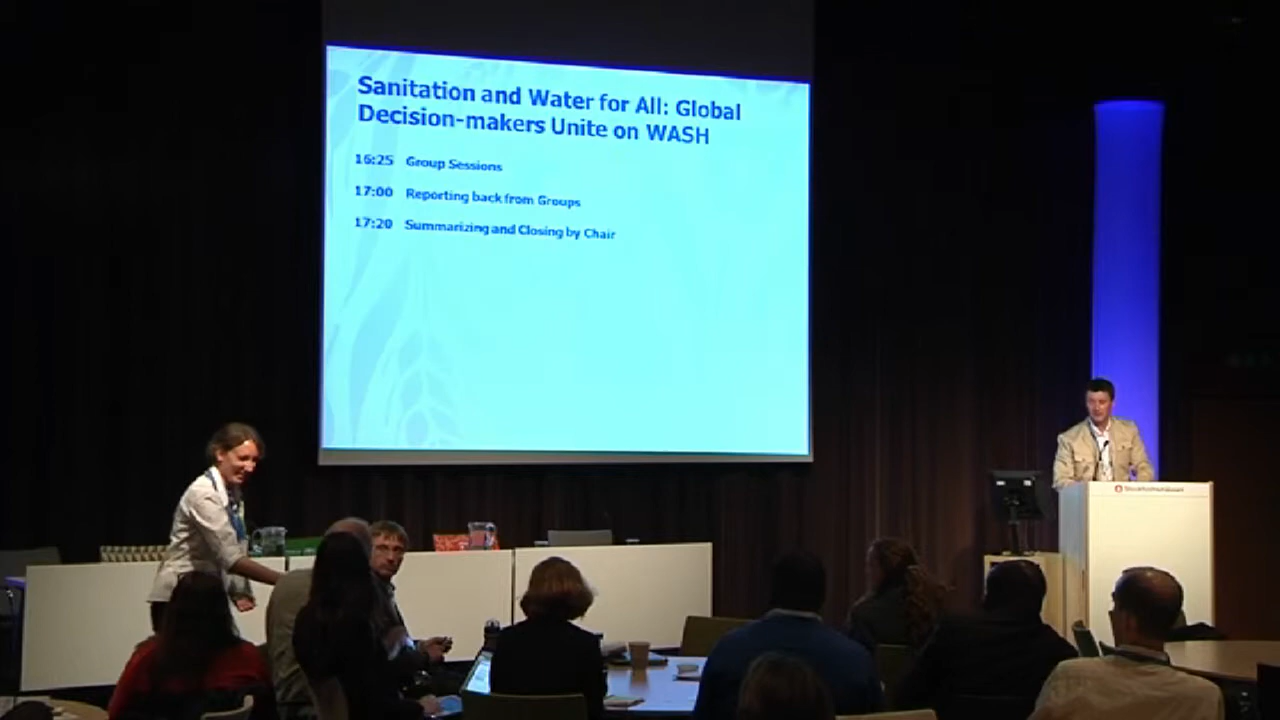 Sanitation and Water for All: Global
Decision-makers Unite on WASH
16:25 Group Sessions
17:00 Reporting back from Groups
17:20 Summarizing and Closing by Chair